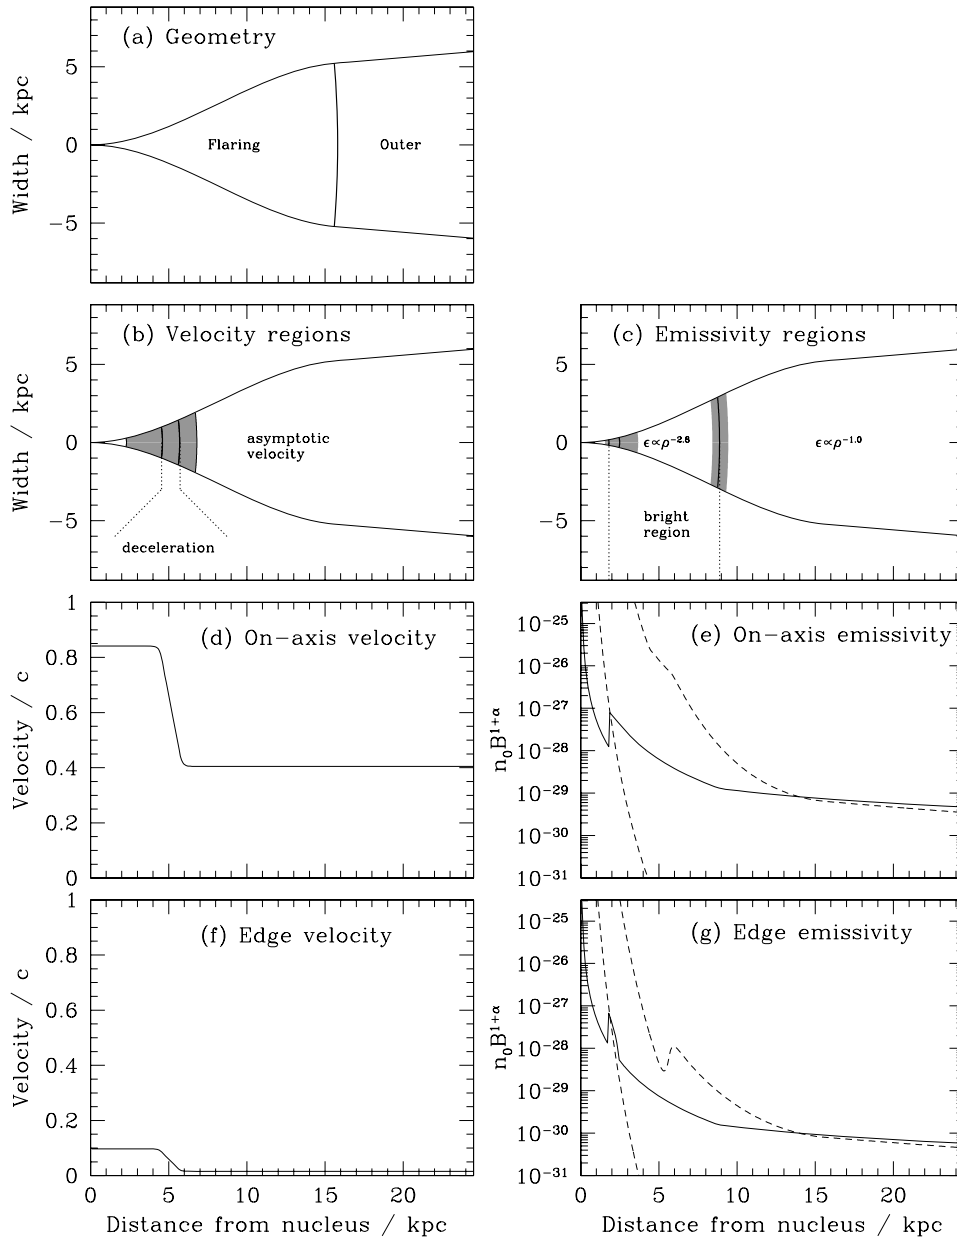 (a) Geometry
Width / kpc
5
0
−5
Flaring
Outer
(b) Velocity regions
Width / kpc
5
0
−5
asymptotic
velocity
deceleration
(c) Emissivity regions
Width / kpc
5
0
−5
ϵ∝ρ^−2.8
ϵ∝ρ^−1.0
bright
region
(d) On−axis velocity
Velocity / c
1
0.8
0.6
0.4
0.2
0
(e) On−axis emissivity
n₀B^1+α
10^−25
10^−26
10^−27
10^−28
10^−29
10^−30
10^−31
(f) Edge velocity
Velocity / c
1
0.8
0.6
0.4
0.2
0
0 5 10 15 20
Distance from nucleus / kpc
(g) Edge emissivity
n₀B^1+α
10^−25
10^−26
10^−27
10^−28
10^−29
10^−30
10^−31
0 5 10 15 20
Distance from nucleus / kpc